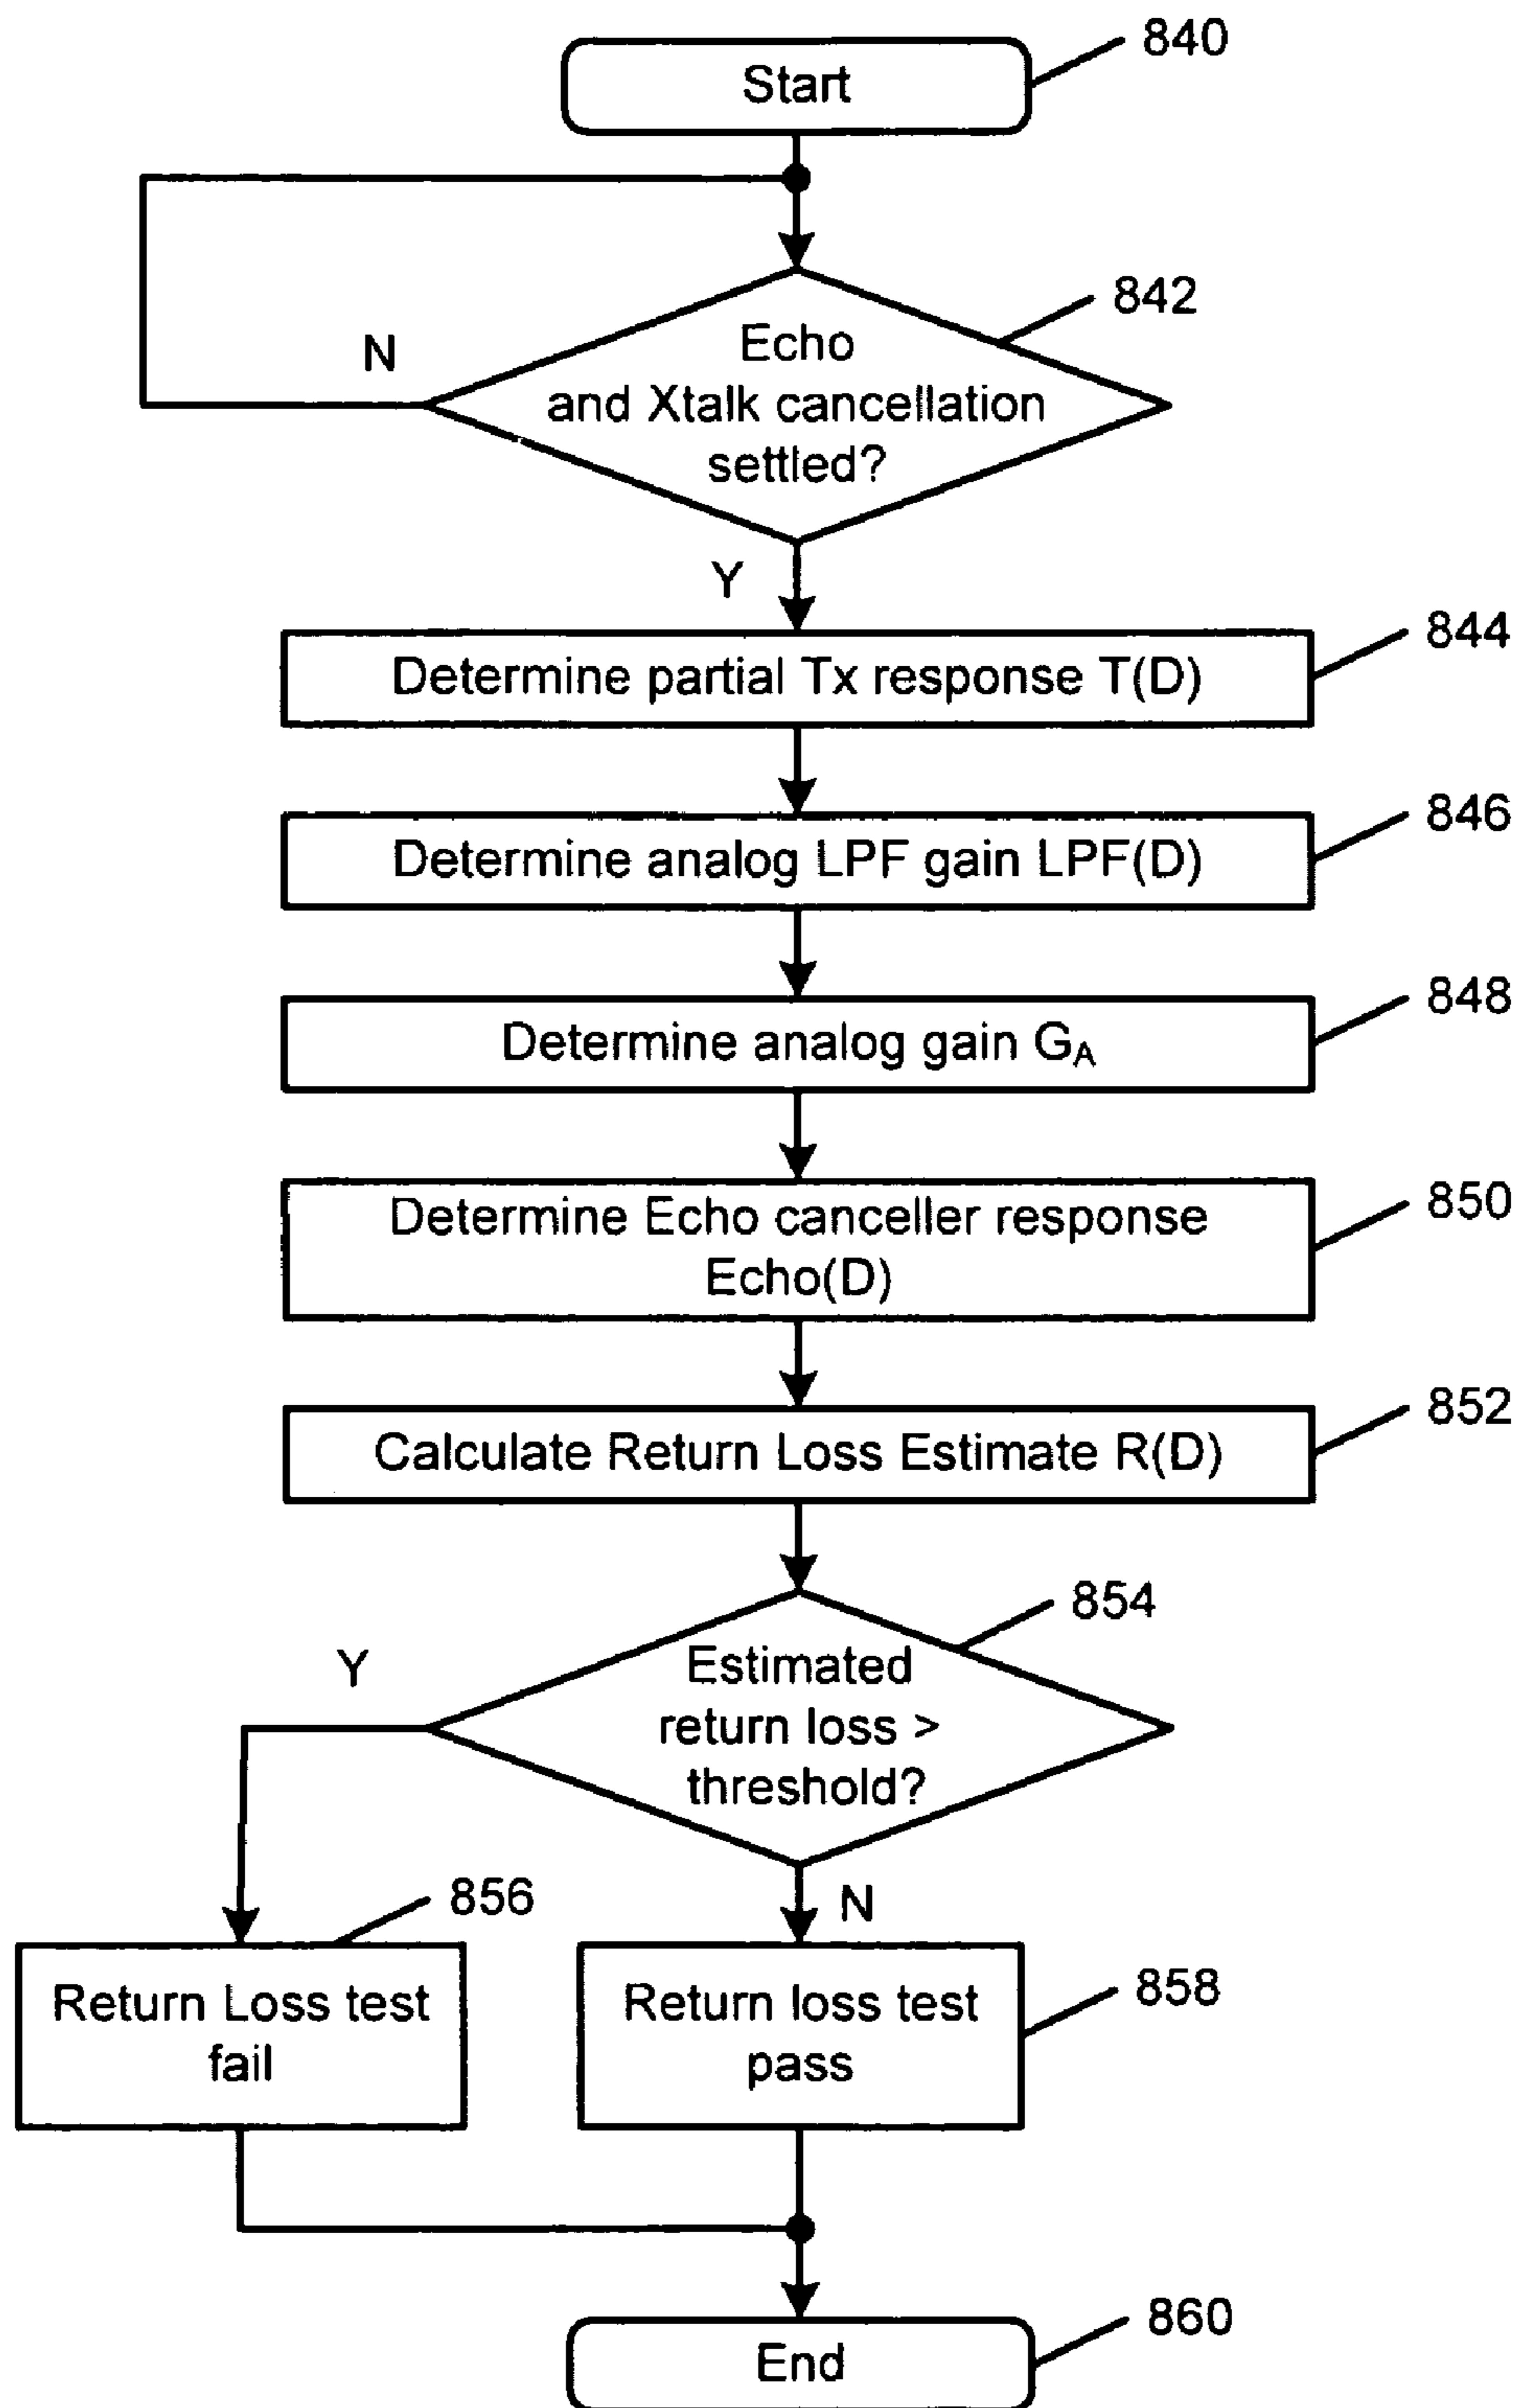 Start
840
Echo
and Xtalk cancellation
settled?
842
N
Y
Determine partial Tx response T(D)
844
Determine analog LPF gain LPF(D)
846
Determine analog gain GA
848
Determine Echo canceller response
Echo(D)
850
Calculate Return Loss Estimate R(D)
852
Estimated
return loss >
threshold?
854
Y
N
Return Loss test
fail
856
Return loss test
pass
858
End
860